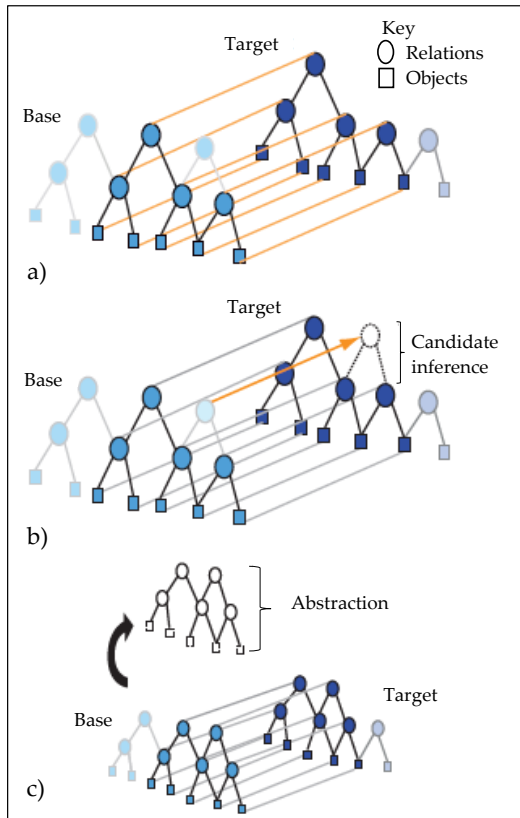 Key
Target
Relations
Objects
Base
a)
Target
Candidate
inference
Base
b)
Abstraction
Target
Base
c)